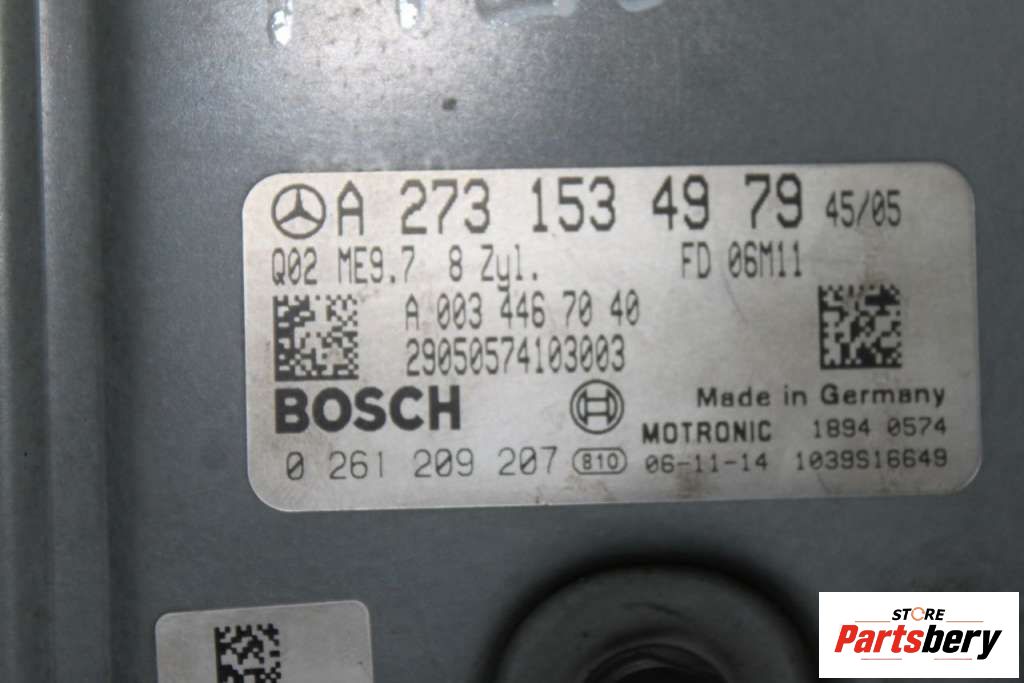 A 273 153 49 79 45/05
Q02 ME9.7 8 Zyl. FD 06M11
A 003 446 70 40
29050574103003
BOSCH
Made in Germany
MOTRONIC 1894 0574
0 261 209 207 810 06-11-14 1039S16649
STORE
Partsbery